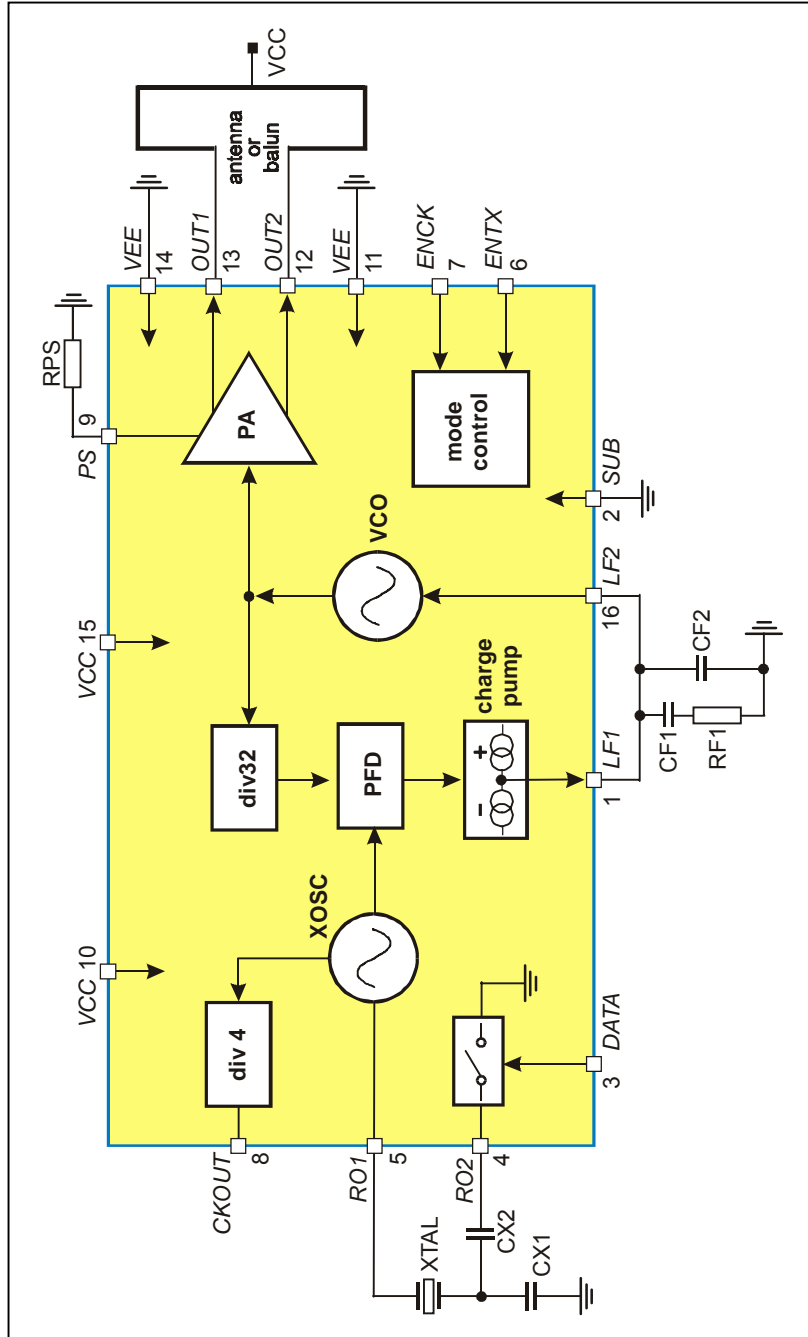 RPS
VCC
antenna
or
balun
PS
9
VCC 15
VCC 10
VEE
14
OUT1
13
OUT2
12
VEE
11
ENCK
7
ENTX
6
PA
mode
control
VCO
div32
PFD
charge
pump
- +
XOSC
div 4
CKOUT
8
RO1
5
RO2
4
XTAL
CX2
CX1
3
DATA
1
LF1
16
LF2
2
SUB
CF1
RF1
CF2